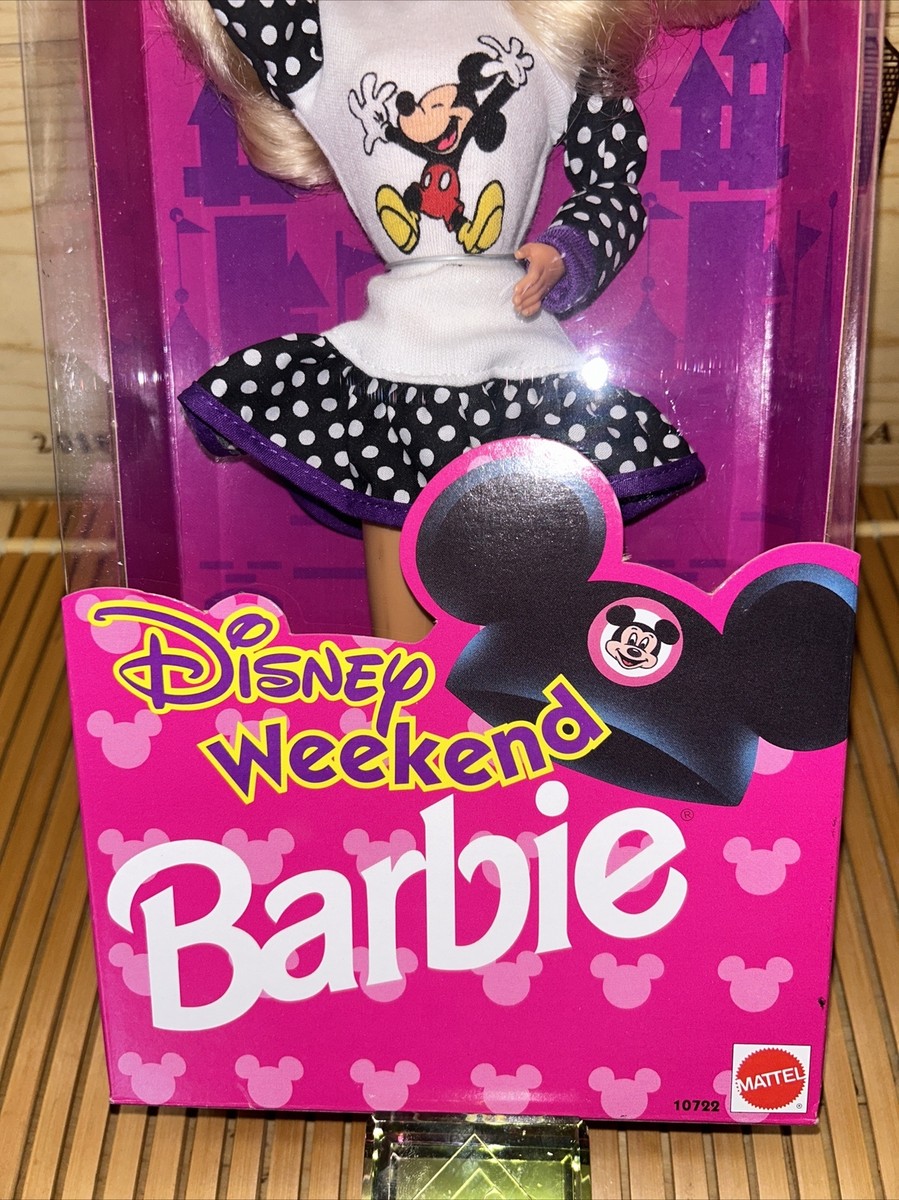 Disney
Weekend
Barbie®
10722
MATTEL
®